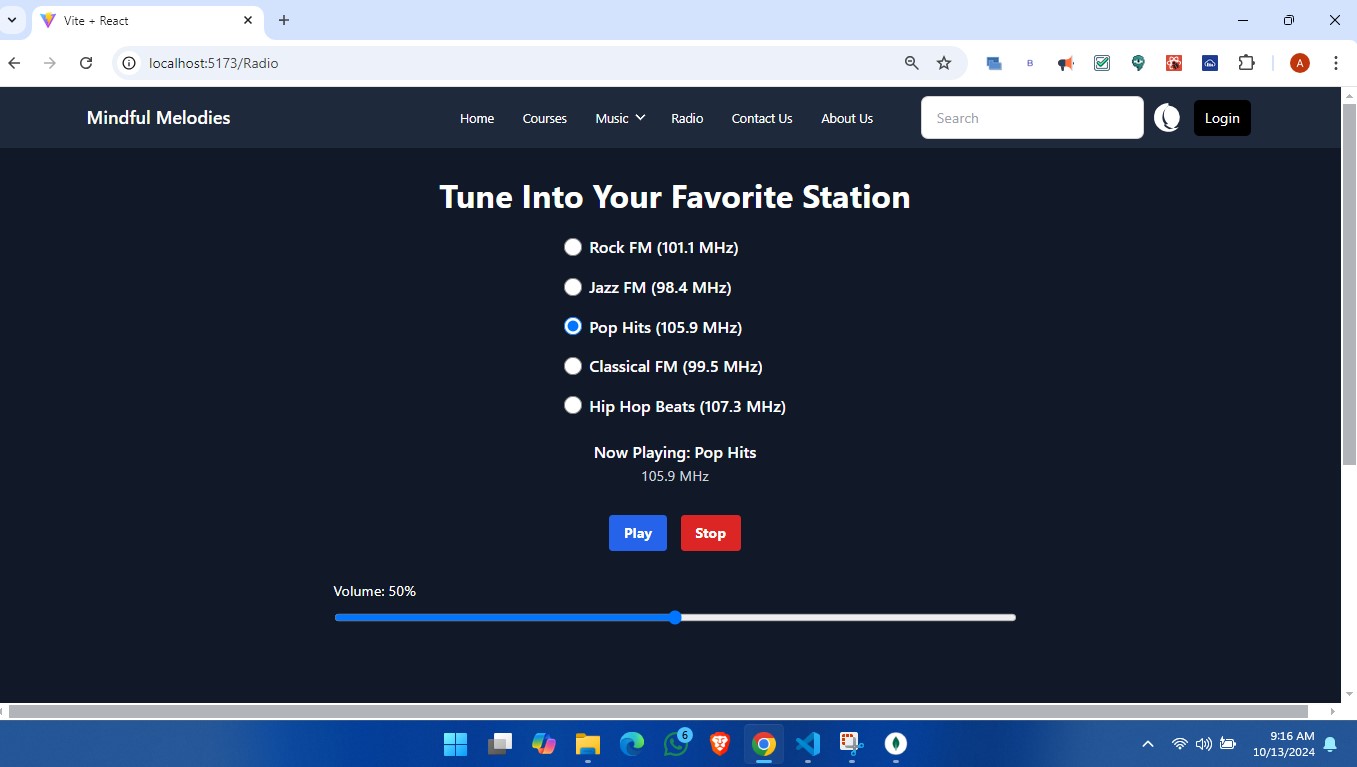 Vite + React
localhost:5173/Radio
B
A
Mindful Melodies
Home Courses Music Radio Contact Us About Us Search Login
Tune Into Your Favorite Station
Rock FM (101.1 MHz)
Jazz FM (98.4 MHz)
Pop Hits (105.9 MHz)
Classical FM (99.5 MHz)
Hip Hop Beats (107.3 MHz)
Now Playing: Pop Hits
105.9 MHz
Play Stop
Volume: 50%
6
9:16 AM
10/13/2024